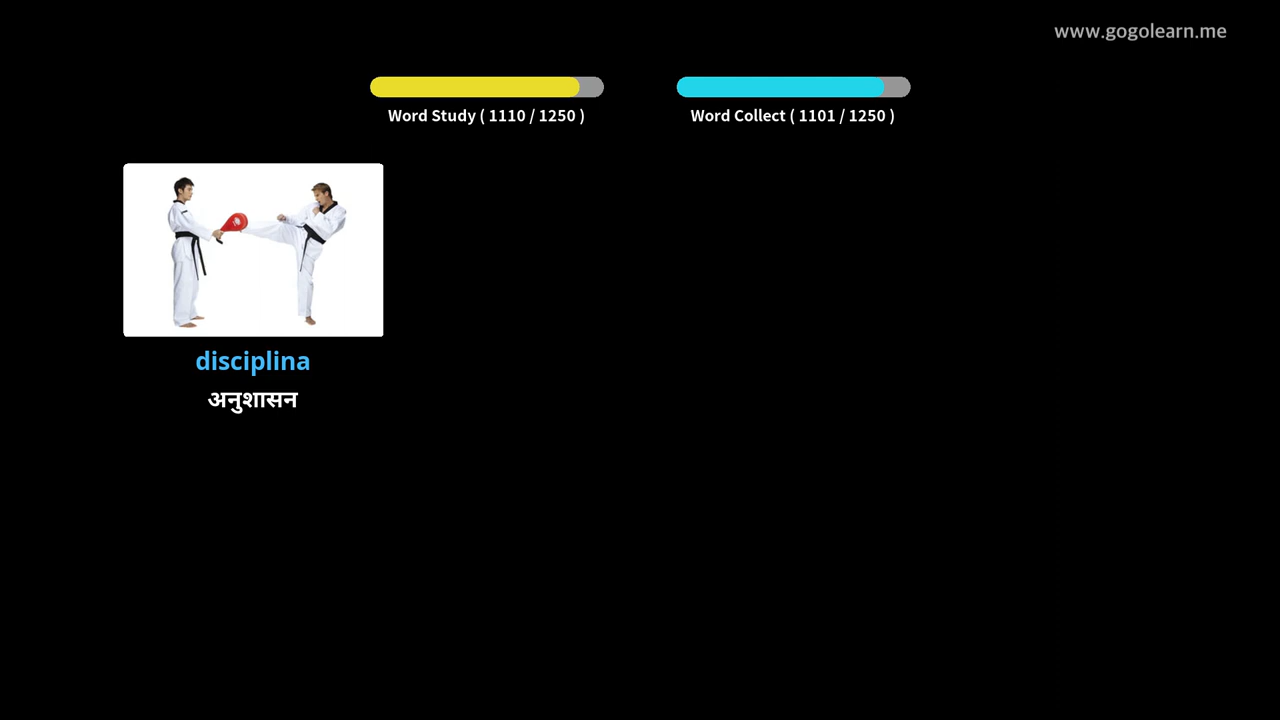 www.gogolearn.me
Word Study ( 1110 / 1250 )
Word Collect ( 1101 / 1250 )
disciplina
अनुशासन